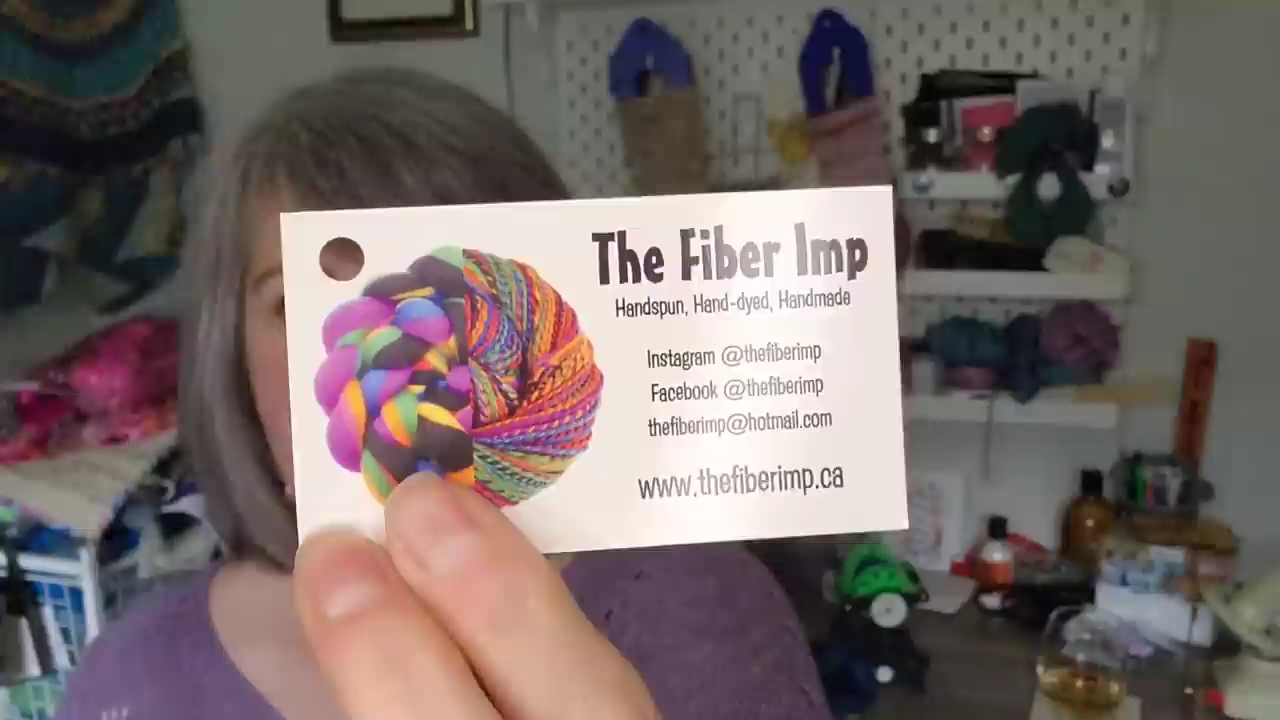 The Fiber Imp
Handspun, Hand-dyed, Handmade
Instagram @thefiberimp
Facebook @thefiberimp
thefiberimp@hotmail.com
www.thefiberimp.ca